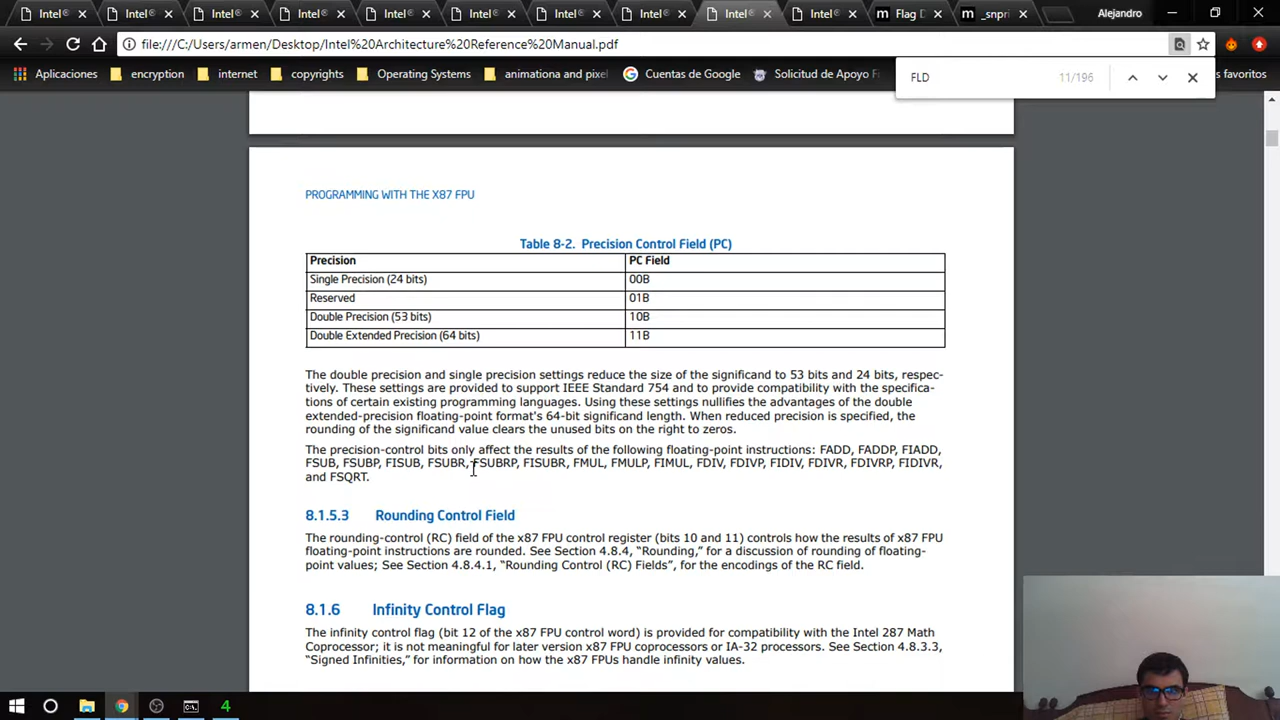 Intel® Intel® Intel® Intel® Intel® Intel® Intel® Intel® Intel® Intel® Flag D _snpri Alejandro
file:///C:/Users/armen/Desktop/Intel%20Architecture%20Reference%20Manual.pdf
Aplicaciones encryption internet copyrights Operating Systems animationa and pixel Cuentas de Google Solicitud de Apoyo Fi s favoritos
FLD 11/196
PROGRAMMING WITH THE X87 FPU
Table 8-2. Precision Control Field (PC)
Precision PC Field
Single Precision (24 bits) 00B
Reserved 01B
Double Precision (53 bits) 10B
Double Extended Precision (64 bits) 11B
The double precision and single precision settings reduce the size of the significand to 53 bits and 24 bits, respec-
tively. These settings are provided to support IEEE Standard 754 and to provide compatibility with the specifica-
tions of certain existing programming languages. Using these settings nullifies the advantages of the double
extended-precision floating-point format's 64-bit significand length. When reduced precision is specified, the
rounding of the significand value clears the unused bits on the right to zeros.
The precision-control bits only affect the results of the following floating-point instructions: FADD, FADDP, FIADD,
FSUB, FSUBP, FISUB, FSUBR, FSUBRP, FISUBR, FMUL, FMULP, FIMUL, FDIV, FDIVP, FIDIV, FDIVR, FDIVRP, FIDIVR,
and FSQRT.
8.1.5.3 Rounding Control Field
The rounding-control (RC) field of the x87 FPU control register (bits 10 and 11) controls how the results of x87 FPU
floating-point instructions are rounded. See Section 4.8.4, “Rounding,” for a discussion of rounding of floating-
point values; See Section 4.8.4.1, “Rounding Control (RC) Fields”, for the encodings of the RC field.
8.1.6 Infinity Control Flag
The infinity control flag (bit 12 of the x87 FPU control word) is provided for compatibility with the Intel 287 Math
Coprocessor; it is not meaningful for later version x87 FPU coprocessors or IA-32 processors. See Section 4.8.3.3,
“Signed Infinities,” for information on how the x87 FPUs handle infinity values.